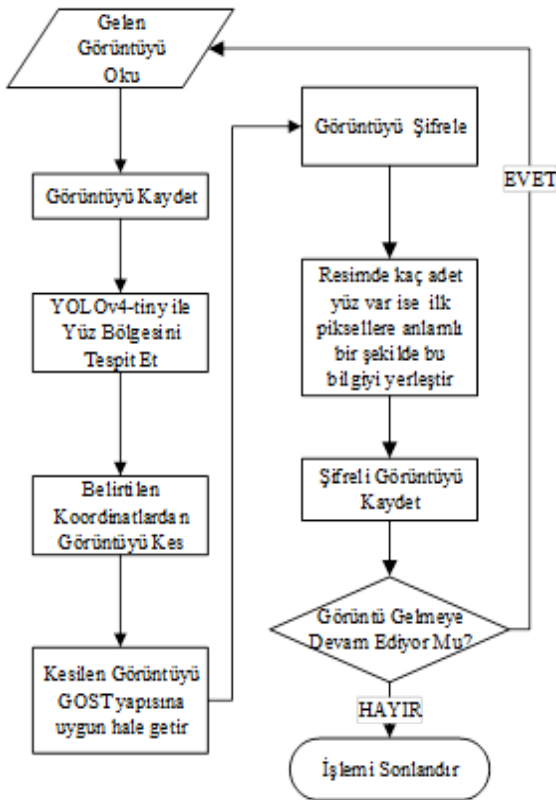 Gelen
Görüntüyü
Oku
Görüntüyü Kaydet
YOLOv4-tiny ile
Yüz Bölgesini
Tespit Et
Belirtilen
Koordinatlardan
Görüntüyü Kes
Kesilen Görüntüyü
GOST yapısına
uygun hale getir
Görüntüyü Şifrele
Resimde kaç adet
yüz var ise ilk
piksellere anlamlı
bir şekilde bu
bilgiyi yerleştir
Şifreli Görüntüyü
Kaydet
Görüntü Gelmeye
Devam Ediyor Mu?
EVET
HAYIR
İşlemi Sonlandır